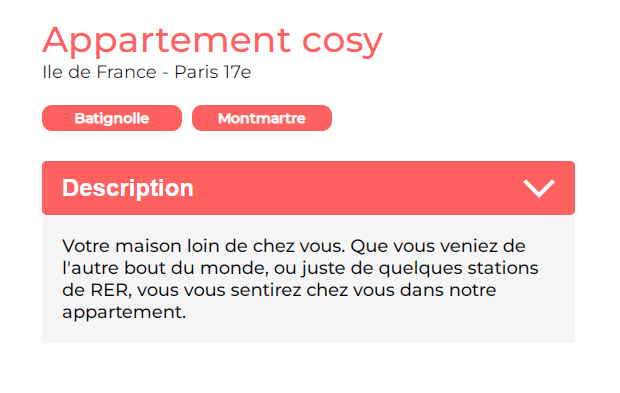 Appartement cosy
Ile de France - Paris 17e
Batignolle
Montmartre
Description
Votre maison loin de chez vous. Que vous veniez de
l'autre bout du monde, ou juste de quelques stations
de RER, vous vous sentirez chez vous dans notre
appartement.